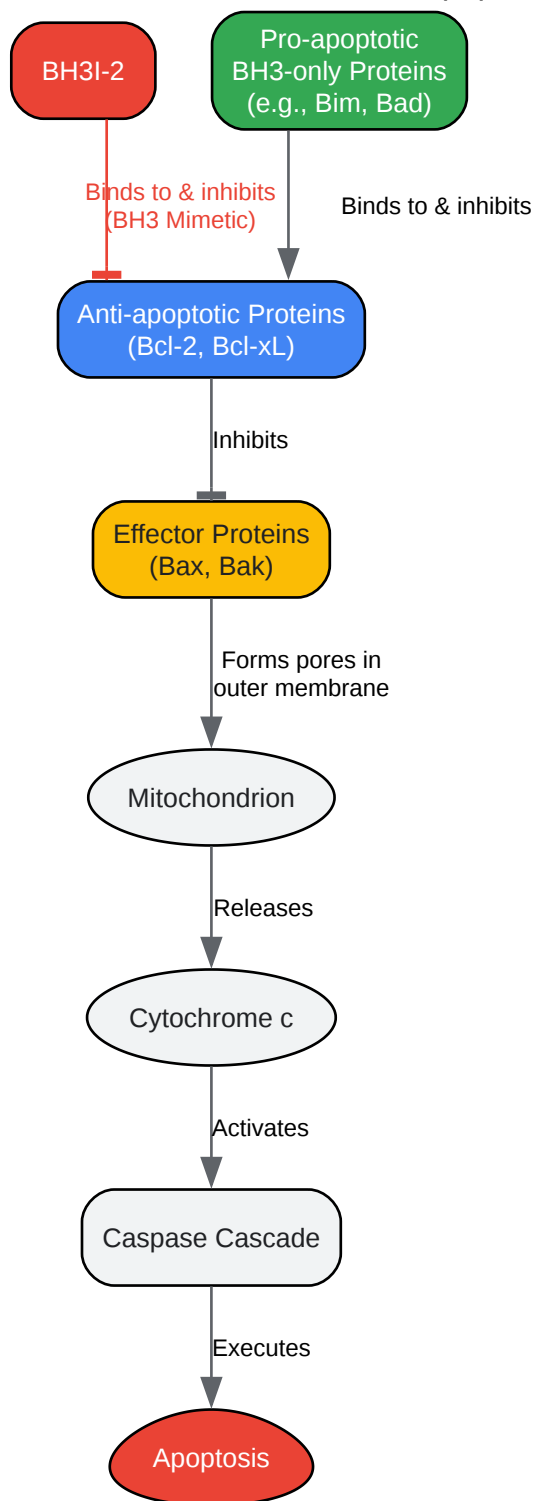 BH3I-2
Pro-apoptotic
BH3-only Proteins
(e.g., Bim, Bad)
Binds to & inhibits
(BH3 Mimetic)
Binds to & inhibits
Anti-apoptotic Proteins
(Bcl-2, Bcl-xL)
Inhibits
Effector Proteins
(Bax, Bak)
Forms pores in
outer membrane
Mitochondrion
Releases
Cytochrome c
Activates
Caspase Cascade
Executes
Apoptosis